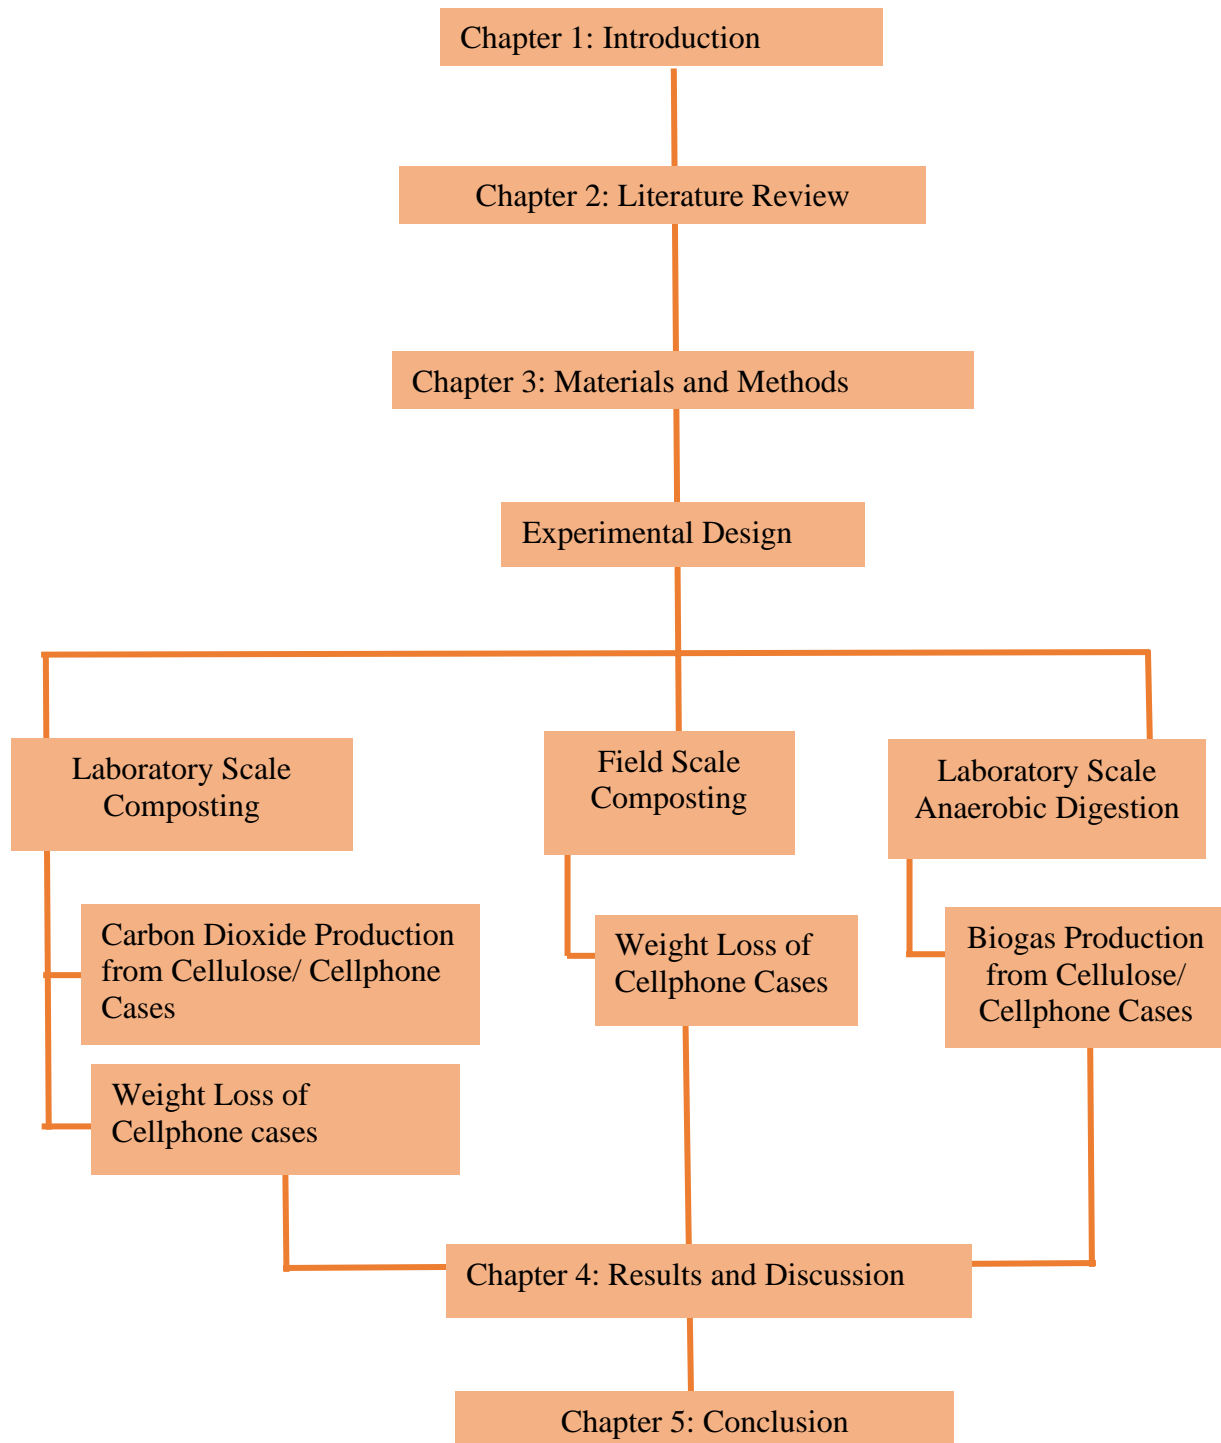 Chapter 1: Introduction
Chapter 2: Literature Review
Chapter 3: Materials and Methods
Experimental Design
Laboratory Scale
Composting
Field Scale
Composting
Laboratory Scale
Anaerobic Digestion
Carbon Dioxide Production
from Cellulose/ Cellphone
Cases
Weight Loss of
Cellphone cases
Weight Loss of
Cellphone Cases
Biogas Production
from Cellulose/
Cellphone Cases
Chapter 4: Results and Discussion
Chapter 5: Conclusion